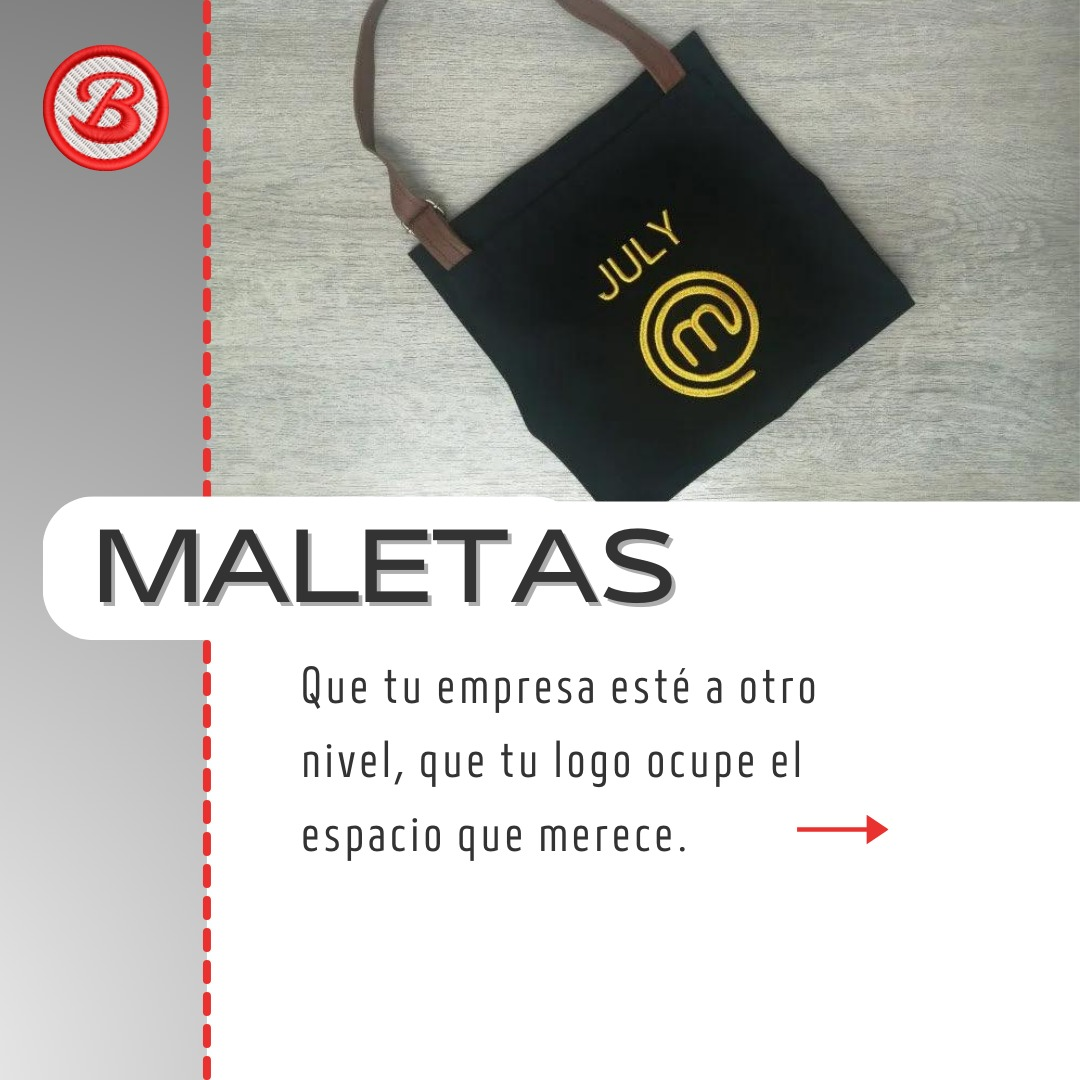 B
JULY
m
MALETAS
Que tu empresa esté a otro
nivel, que tu logo ocupe el
espacio que merece.